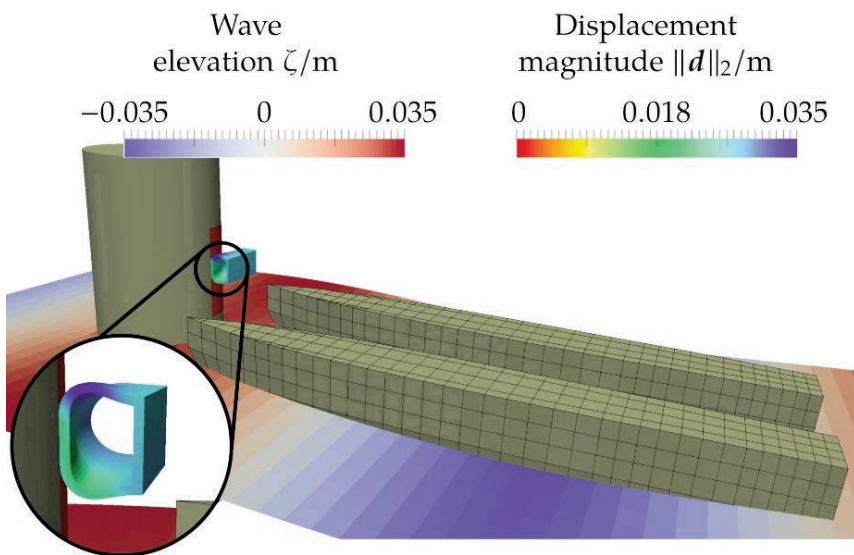 Wave
elevation ζ/m
−0.035 0 0.035
Displacement
magnitude ‖d‖₂/m
0 0.018 0.035